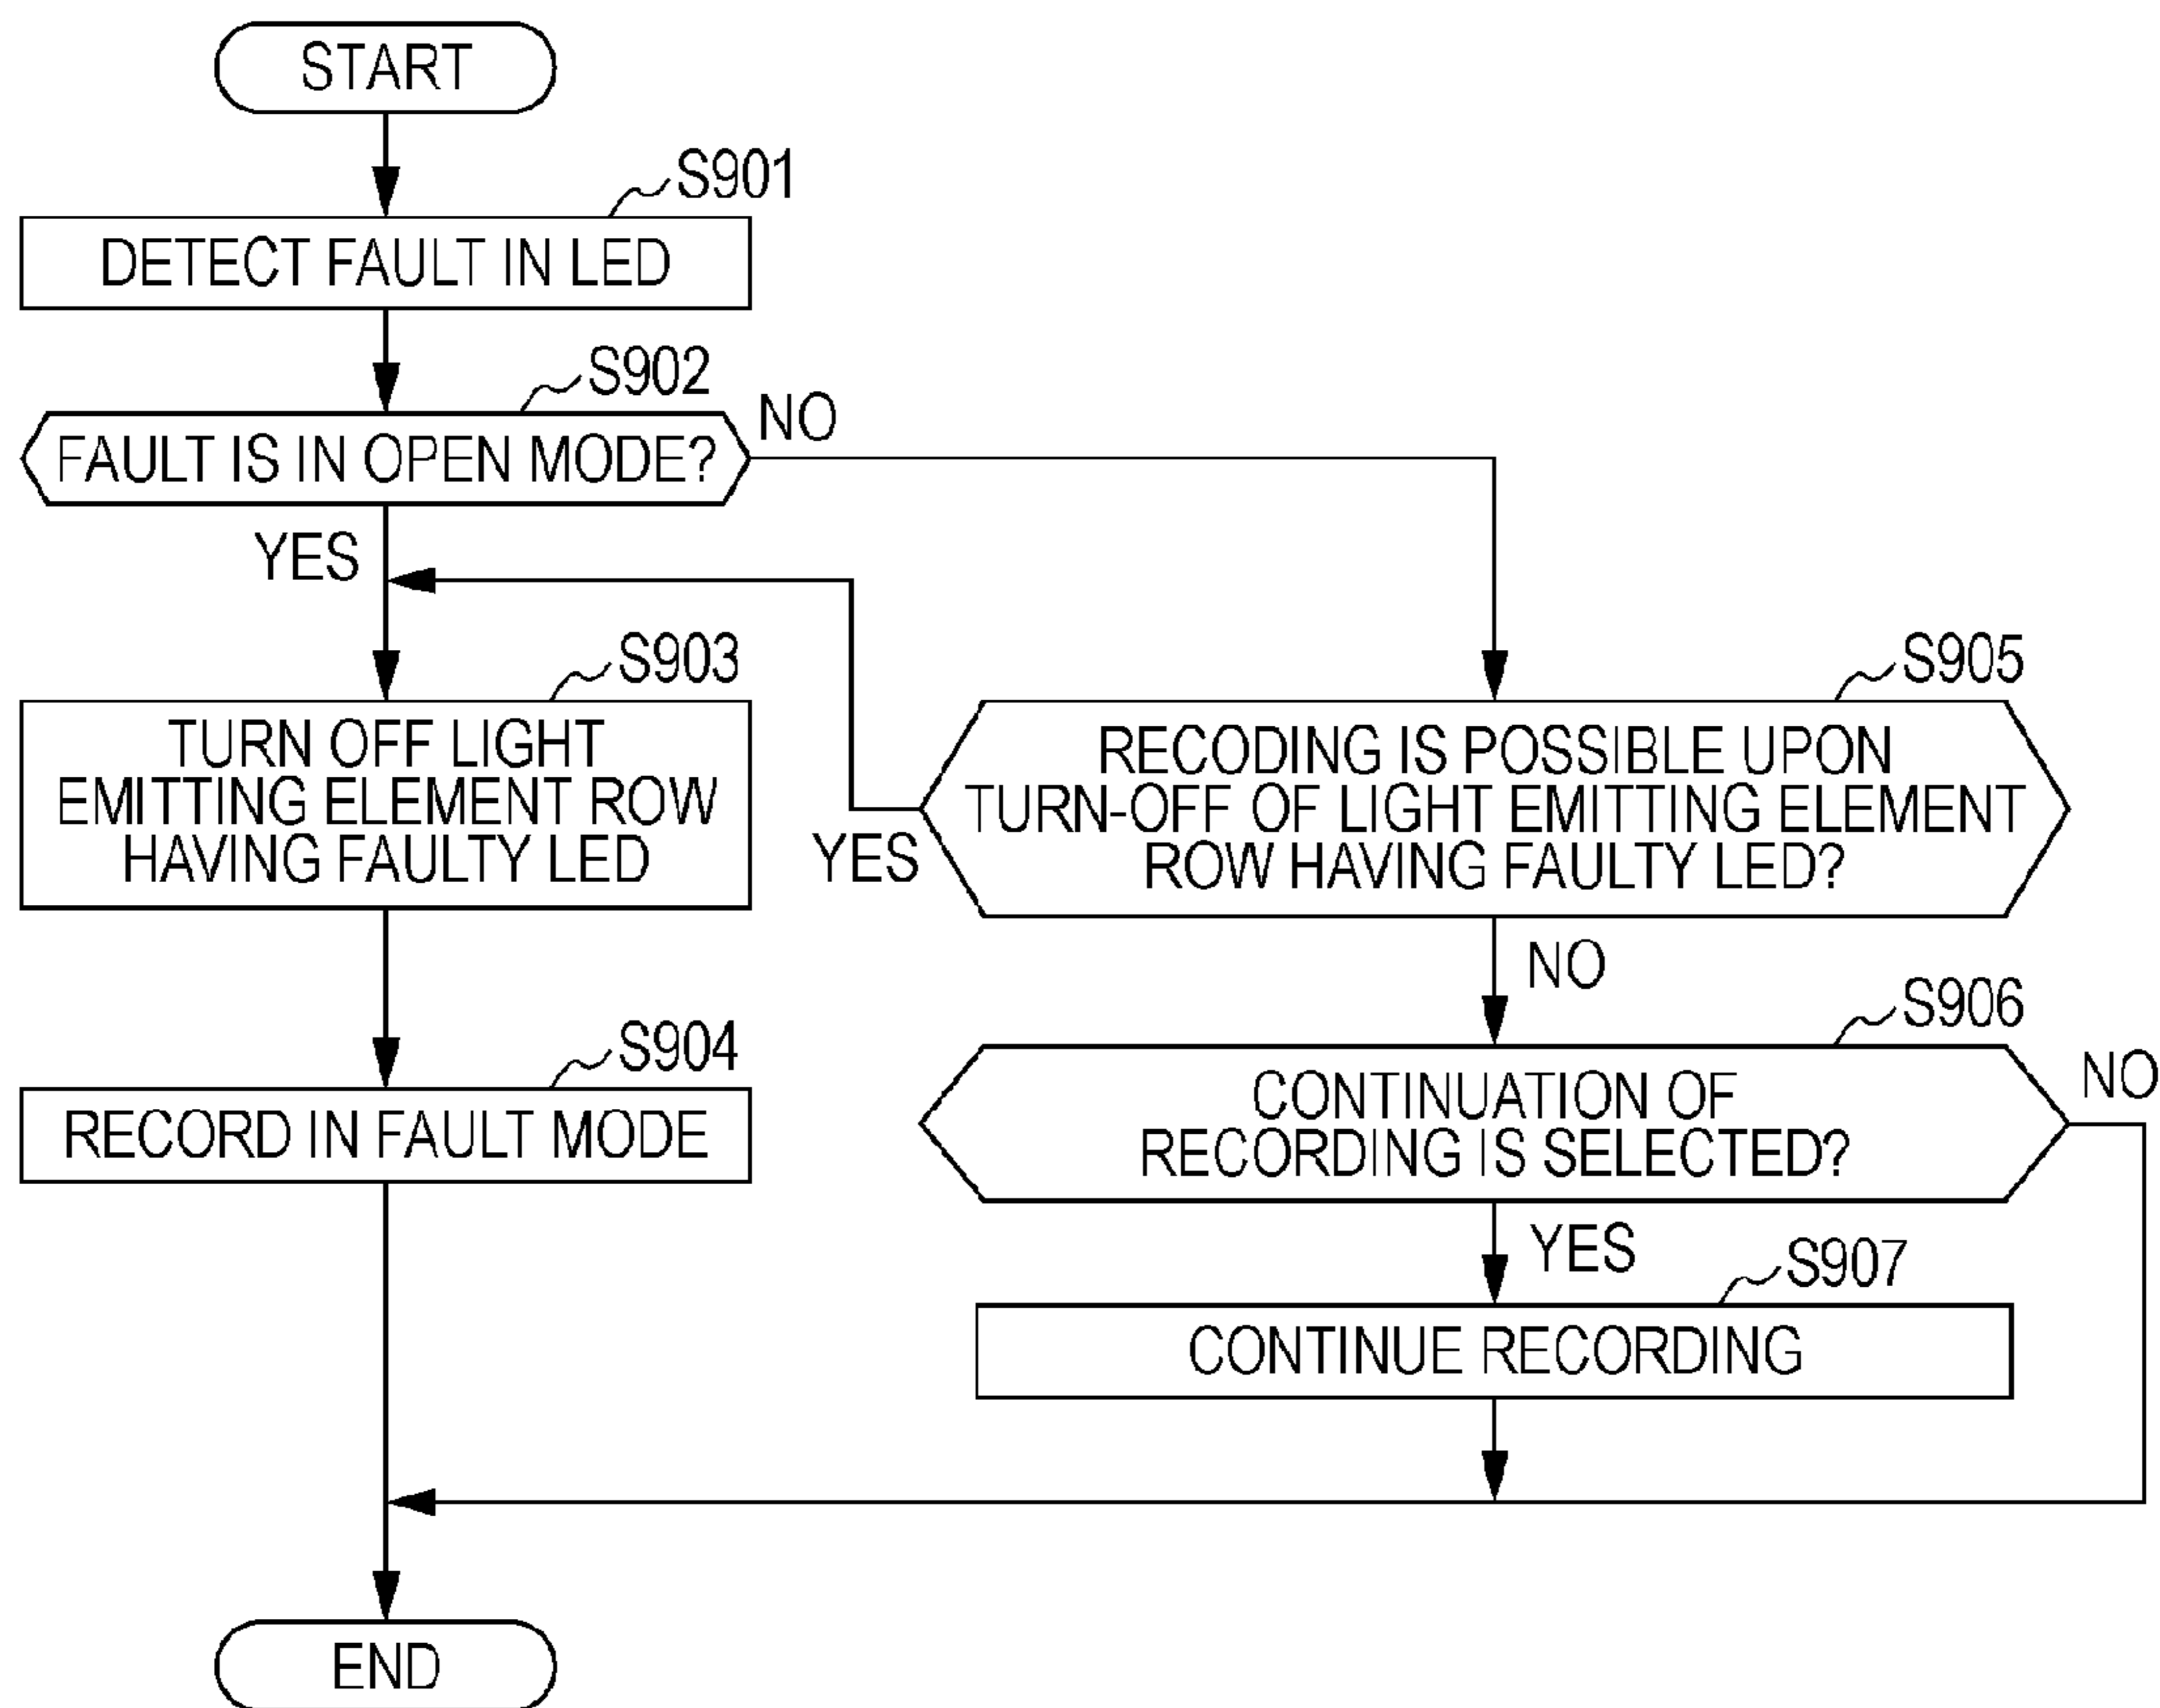 START
S901
DETECT FAULT IN LED
S902
FAULT IS IN OPEN MODE?
NO
YES
S903
TURN OFF LIGHT
EMITTING ELEMENT ROW
HAVING FAULTY LED
S904
RECORD IN FAULT MODE
S905
RECODING IS POSSIBLE UPON
TURN-OFF OF LIGHT EMITTING ELEMENT
ROW HAVING FAULTY LED?
YES
NO
S906
CONTINUATION OF
RECORDING IS SELECTED?
NO
YES
S907
CONTINUE RECORDING
END